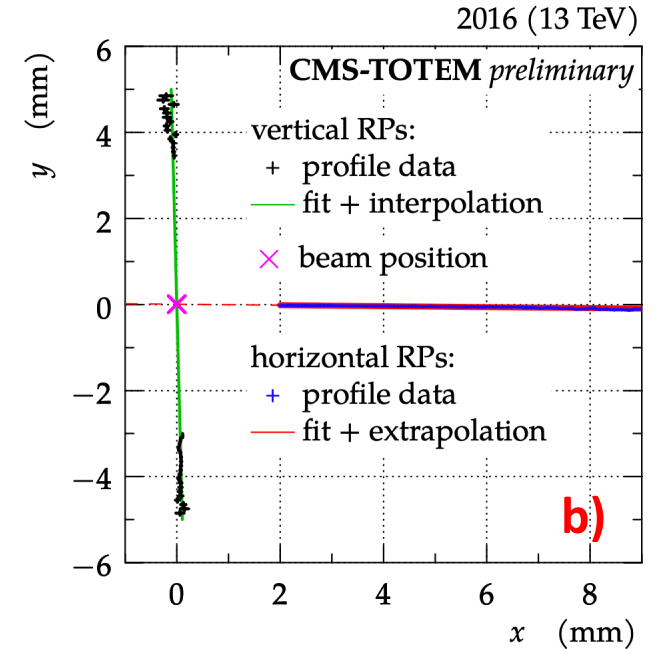 2016 (13 TeV)
CMS-TOTEM preliminary
vertical RPs:
+ profile data
fit + interpolation
× beam position
horizontal RPs:
+ profile data
fit + extrapolation
b)
y (mm)
6
4
2
0
−2
−4
−6
0 2 4 6 8
x (mm)